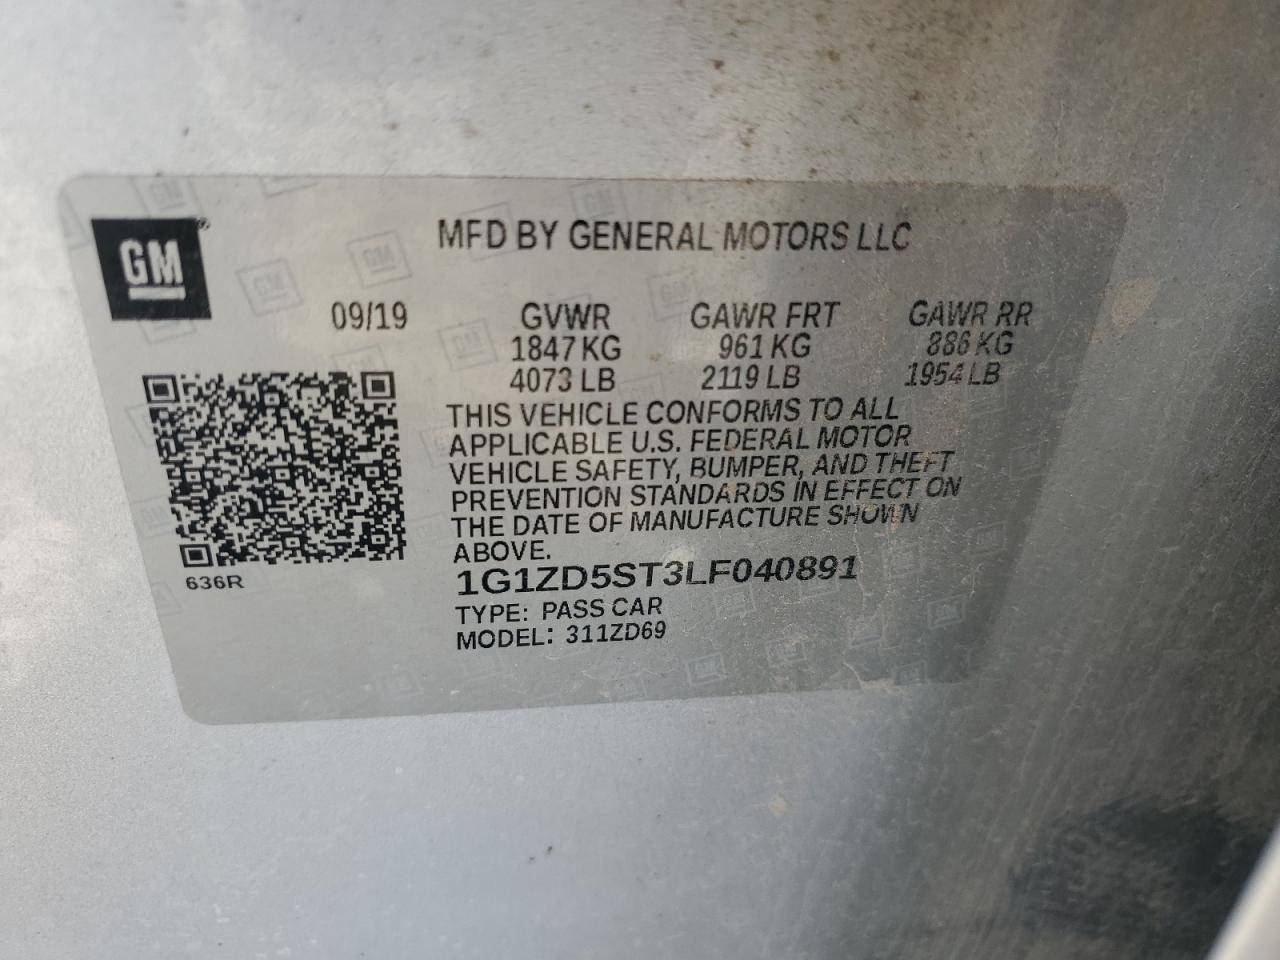 GM®
MFD BY GENERAL MOTORS LLC
09/19 GVWR GAWR FRT GAWR RR
1847 KG 961 KG 886 KG
4073 LB 2119 LB 1954 LB
THIS VEHICLE CONFORMS TO ALL
APPLICABLE U.S. FEDERAL MOTOR
VEHICLE SAFETY, BUMPER, AND THEFT
PREVENTION STANDARDS IN EFFECT ON
THE DATE OF MANUFACTURE SHOWN
ABOVE.
636R
1G1ZD5ST3LF040891
TYPE: PASS CAR
MODEL: 311ZD69